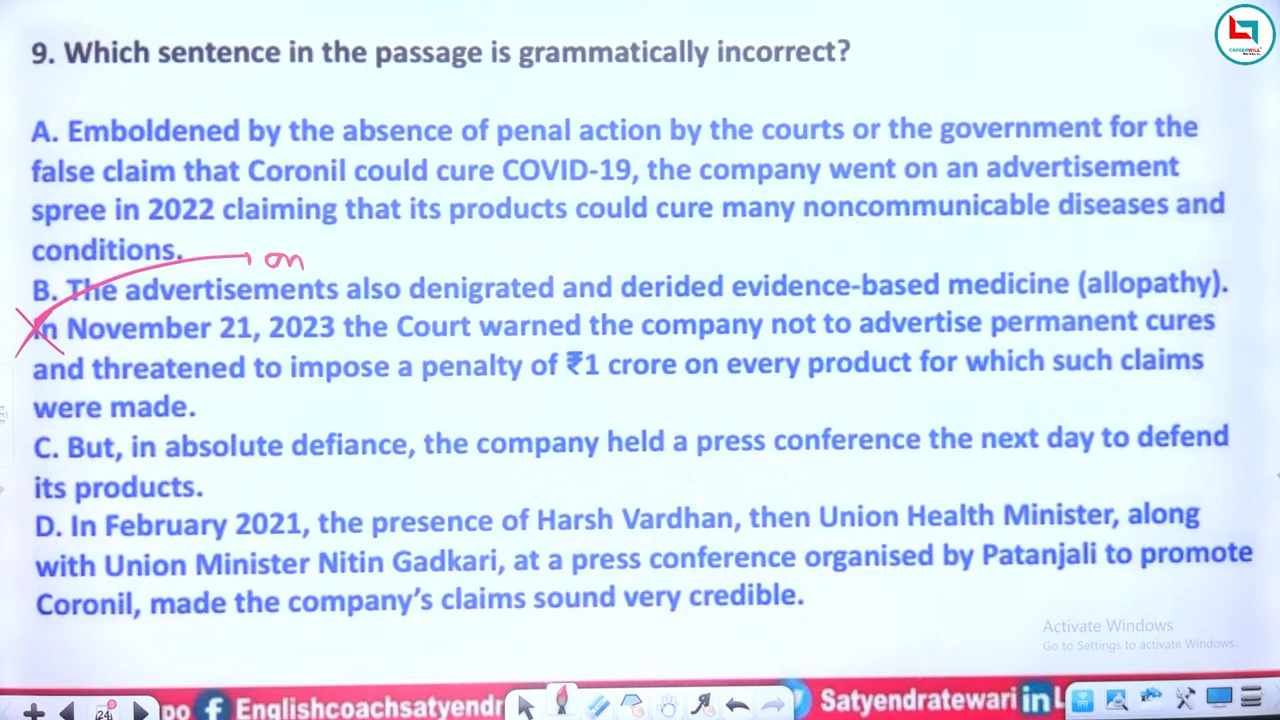 9. Which sentence in the passage is grammatically incorrect?
CAREERWILL
A. Emboldened by the absence of penal action by the courts or the government for the
false claim that Coronil could cure COVID-19, the company went on an advertisement
spree in 2022 claiming that its products could cure many noncommunicable diseases and
conditions.
on
B. The advertisements also denigrated and derided evidence-based medicine (allopathy).
In November 21, 2023 the Court warned the company not to advertise permanent cures
and threatened to impose a penalty of ₹1 crore on every product for which such claims
were made.
C. But, in absolute defiance, the company held a press conference the next day to defend
its products.
D. In February 2021, the presence of Harsh Vardhan, then Union Health Minister, along
with Union Minister Nitin Gadkari, at a press conference organised by Patanjali to promote
Coronil, made the company's claims sound very credible.
Activate Windows
Go to Settings to activate Windows.
24
po f Englishcoachsatyendr
Satyendratewari in L